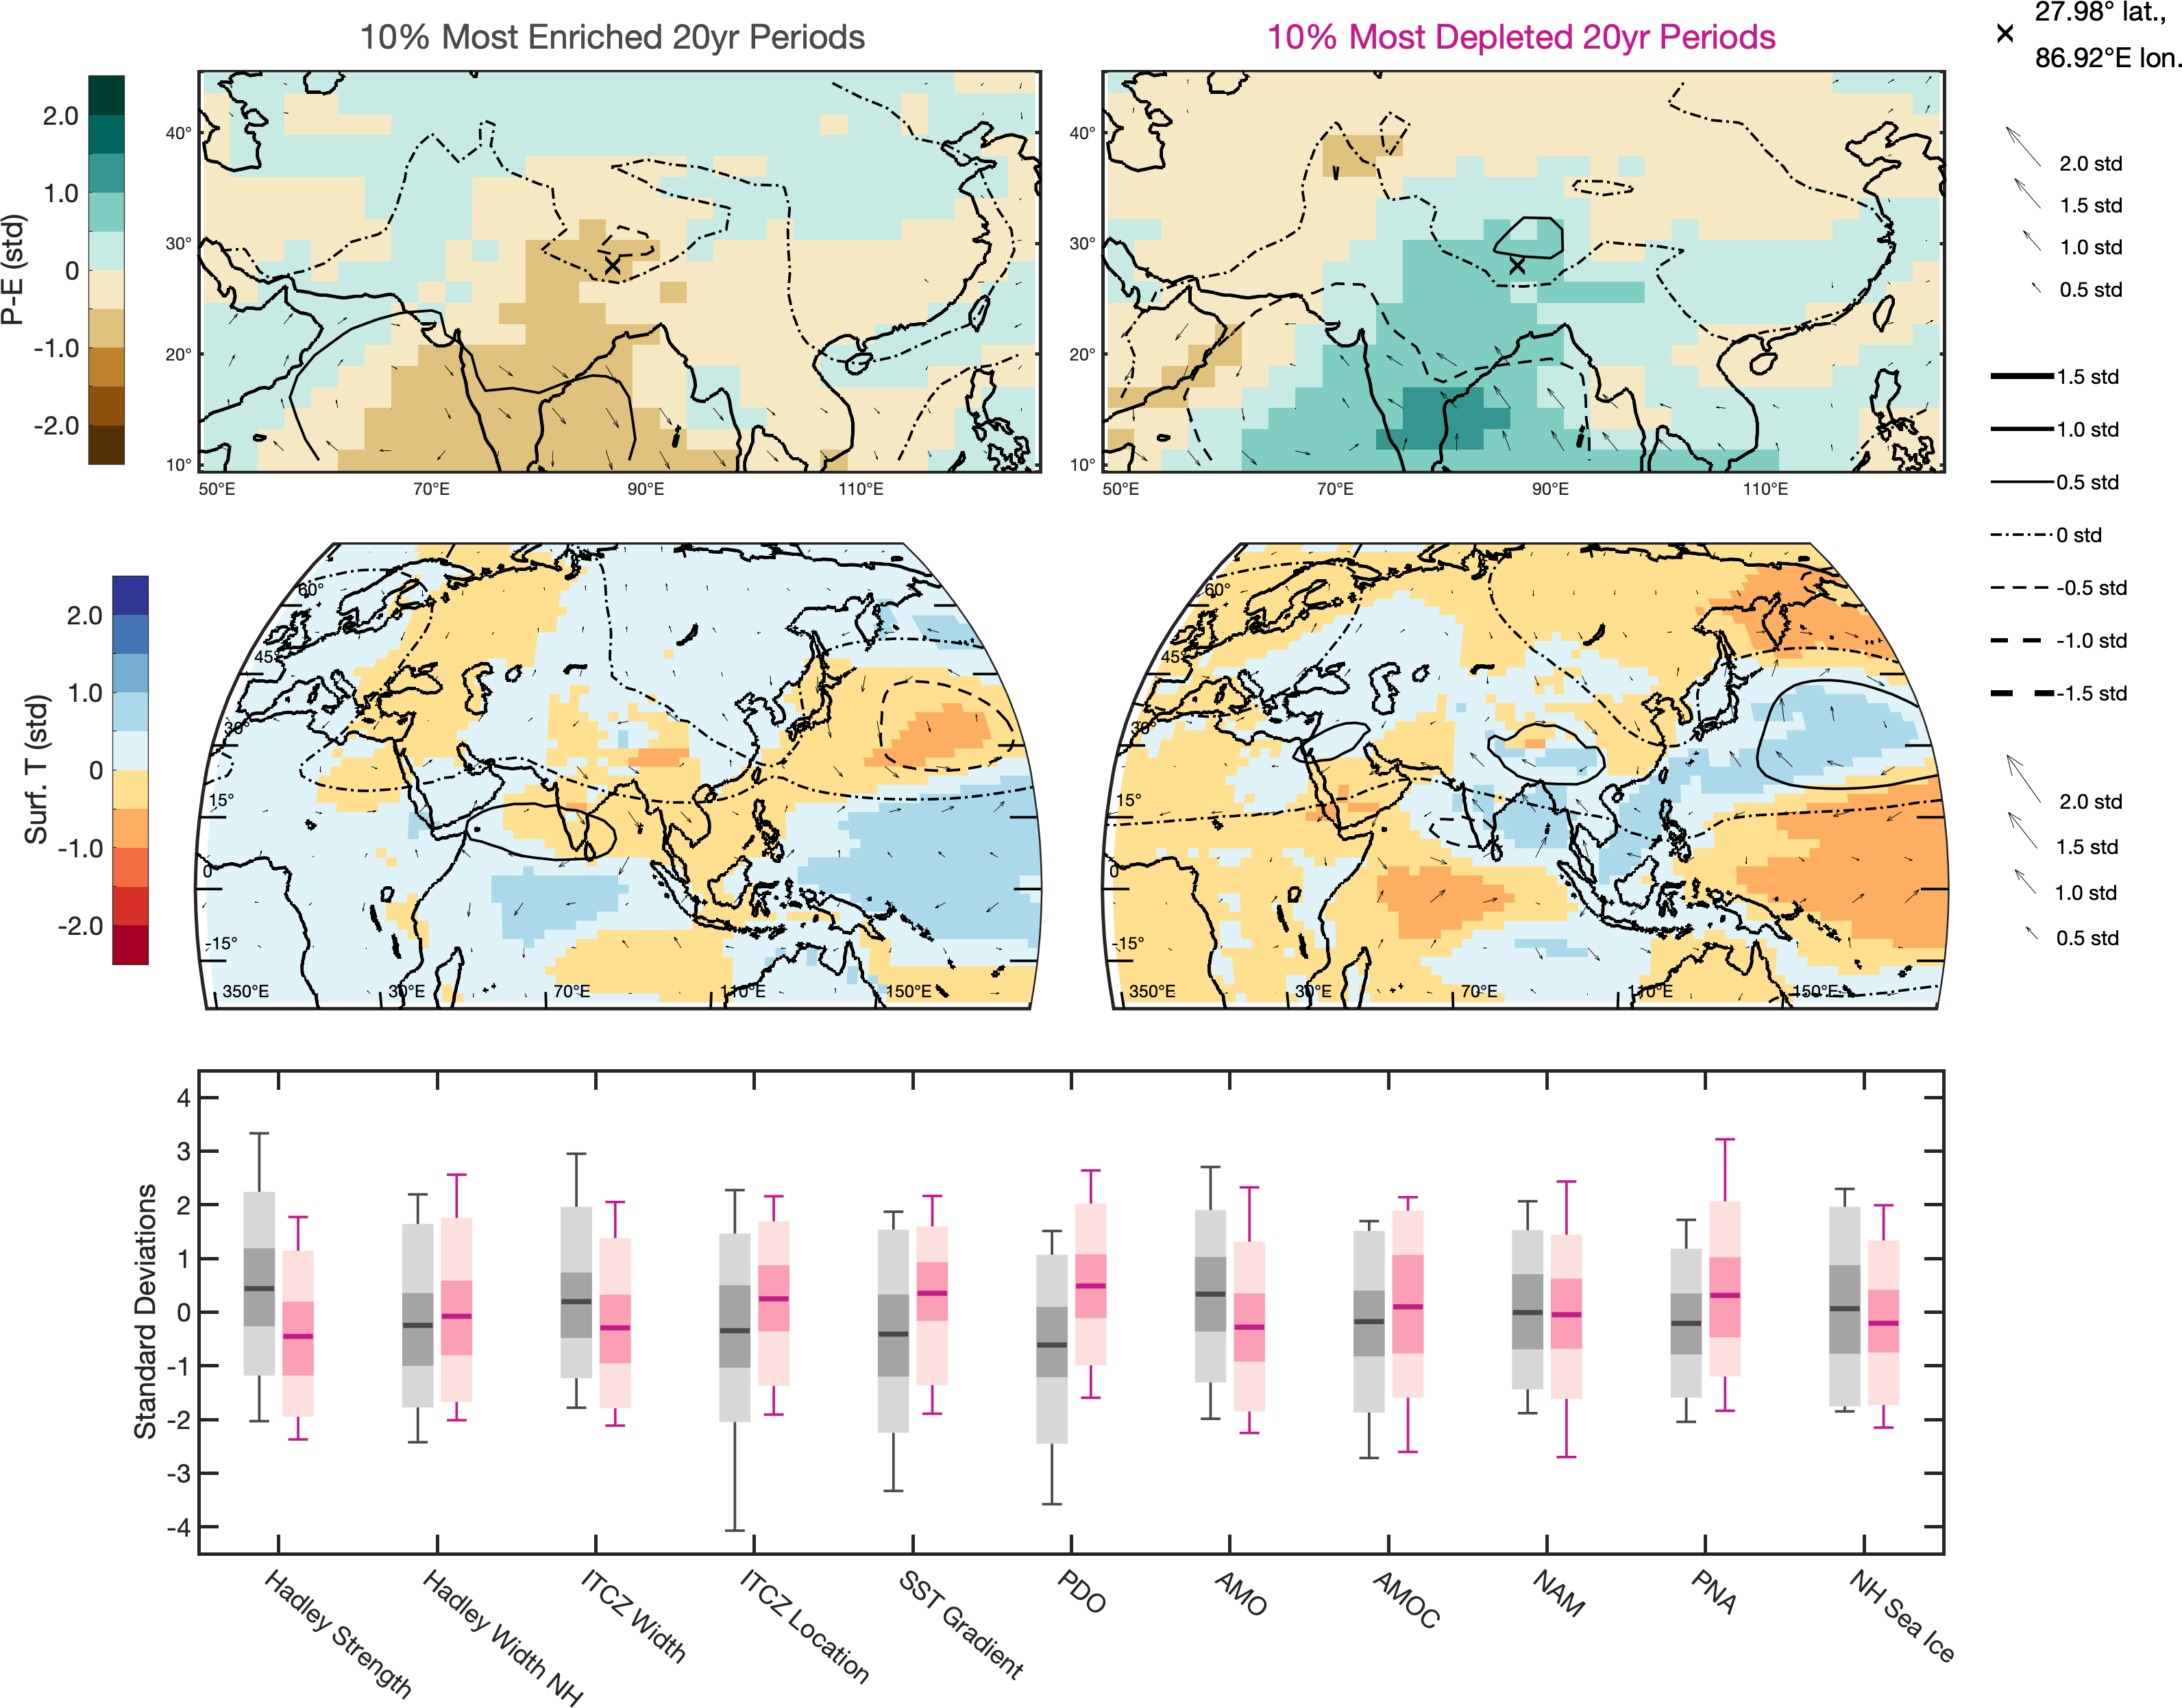 10% Most Enriched 20yr Periods
10% Most Depleted 20yr Periods
27.98° lat.,
86.92°E lon.
P-E (std)
2.0
1.0
0
-1.0
-2.0
40°
30°
20°
10°
50°E
70°E
90°E
110°E
40°
30°
20°
10°
50°E
70°E
90°E
110°E
2.0 std
1.5 std
1.0 std
0.5 std
1.5 std
1.0 std
0.5 std
0 std
-0.5 std
-1.0 std
-1.5 std
Surf. T (std)
2.0
1.0
0
-1.0
-2.0
60°
45°
30°
15°
0°
-15°
350°E
30°E
70°E
110°E
150°E
60°
45°
30°
15°
0°
-15°
350°E
30°E
70°E
110°E
150°E
2.0 std
1.5 std
1.0 std
0.5 std
Standard Deviations
4
3
2
1
0
-1
-2
-3
-4
Hadley Strength
Hadley Width NH
ITCZ Width
ITCZ Location
SST Gradient
PDO
AMO
AMOC
NAM
PNA
NH Sea Ice